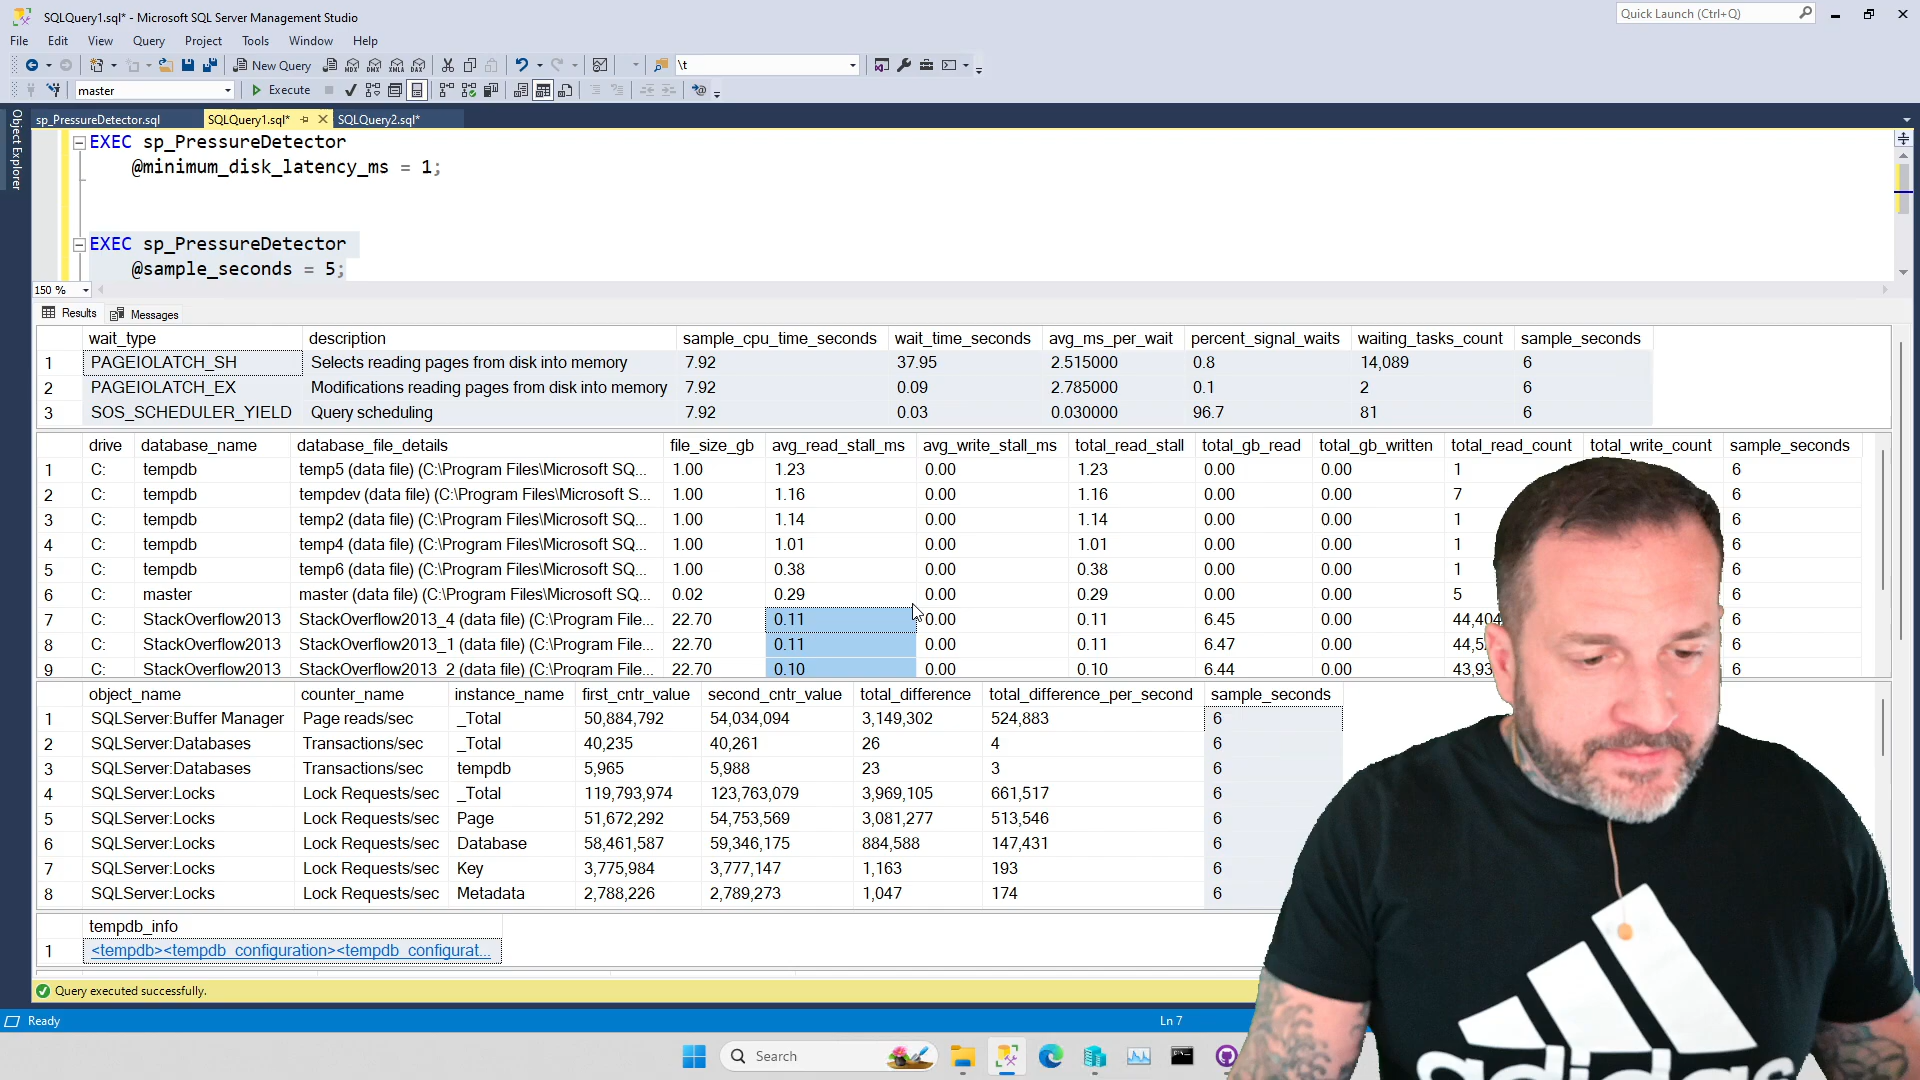 SQLQuery1.sql* - Microsoft SQL Server Management Studio
Quick Launch (Ctrl+Q)
File Edit View Query Project Tools Window Help
New Query \t
master Execute
Object Explorer
sp_PressureDetector.sql SQLQuery1.sql* SQLQuery2.sql*
EXEC sp_PressureDetector
@minimum_disk_latency_ms = 1;
EXEC sp_PressureDetector
@sample_seconds = 5;
150 %
Results Messages
wait_type description sample_cpu_time_seconds wait_time_seconds avg_ms_per_wait percent_signal_waits waiting_tasks_count sample_seconds
1 PAGEIOLATCH_SH Selects reading pages from disk into memory 7.92 37.95 2.515000 0.8 14,089 6
2 PAGEIOLATCH_EX Modifications reading pages from disk into memory 7.92 0.09 2.785000 0.1 2 6
3 SOS_SCHEDULER_YIELD Query scheduling 7.92 0.03 0.030000 96.7 81 6
drive database_name database_file_details file_size_gb avg_read_stall_ms avg_write_stall_ms total_read_stall total_gb_read total_gb_written total_read_count total_write_count sample_seconds
1 C: tempdb temp5 (data file) (C:\Program Files\Microsoft SQ... 1.00 1.23 0.00 1.23 0.00 0.00 1 6
2 C: tempdb tempdev (data file) (C:\Program Files\Microsoft S... 1.00 1.16 0.00 1.16 0.00 0.00 7 6
3 C: tempdb temp2 (data file) (C:\Program Files\Microsoft SQ... 1.00 1.14 0.00 1.14 0.00 0.00 1 6
4 C: tempdb temp4 (data file) (C:\Program Files\Microsoft SQ... 1.00 1.01 0.00 1.01 0.00 0.00 1 6
5 C: tempdb temp6 (data file) (C:\Program Files\Microsoft SQ... 1.00 0.38 0.00 0.38 0.00 0.00 1 6
6 C: master master (data file) (C:\Program Files\Microsoft SQ... 0.02 0.29 0.00 0.29 0.00 0.00 5 6
7 C: StackOverflow2013 StackOverflow2013_4 (data file) (C:\Program File... 22.70 0.11 0.00 0.11 6.45 0.00 44,404 6
8 C: StackOverflow2013 StackOverflow2013_1 (data file) (C:\Program File... 22.70 0.11 0.00 0.11 6.47 0.00 44,5 6
9 C: StackOverflow2013 StackOverflow2013_2 (data file) (C:\Program File... 22.70 0.10 0.00 0.10 6.44 0.00 43,93 6
object_name counter_name instance_name first_cntr_value second_cntr_value total_difference total_difference_per_second sample_seconds
1 SQLServer:Buffer Manager Page reads/sec _Total 50,884,792 54,034,094 3,149,302 524,883 6
2 SQLServer:Databases Transactions/sec _Total 40,235 40,261 26 4 6
3 SQLServer:Databases Transactions/sec tempdb 5,965 5,988 23 3 6
4 SQLServer:Locks Lock Requests/sec _Total 119,793,974 123,763,079 3,969,105 661,517 6
5 SQLServer:Locks Lock Requests/sec Page 51,672,292 54,753,569 3,081,277 513,546 6
6 SQLServer:Locks Lock Requests/sec Database 58,461,587 59,346,175 884,588 147,431 6
7 SQLServer:Locks Lock Requests/sec Key 3,775,984 3,777,147 1,163 193 6
8 SQLServer:Locks Lock Requests/sec Metadata 2,788,226 2,789,273 1,047 174 6
tempdb_info
1 <tempdb><tempdb_configuration><tempdb_configurat...
Query executed successfully.
Ready Ln 7
Search
adidas